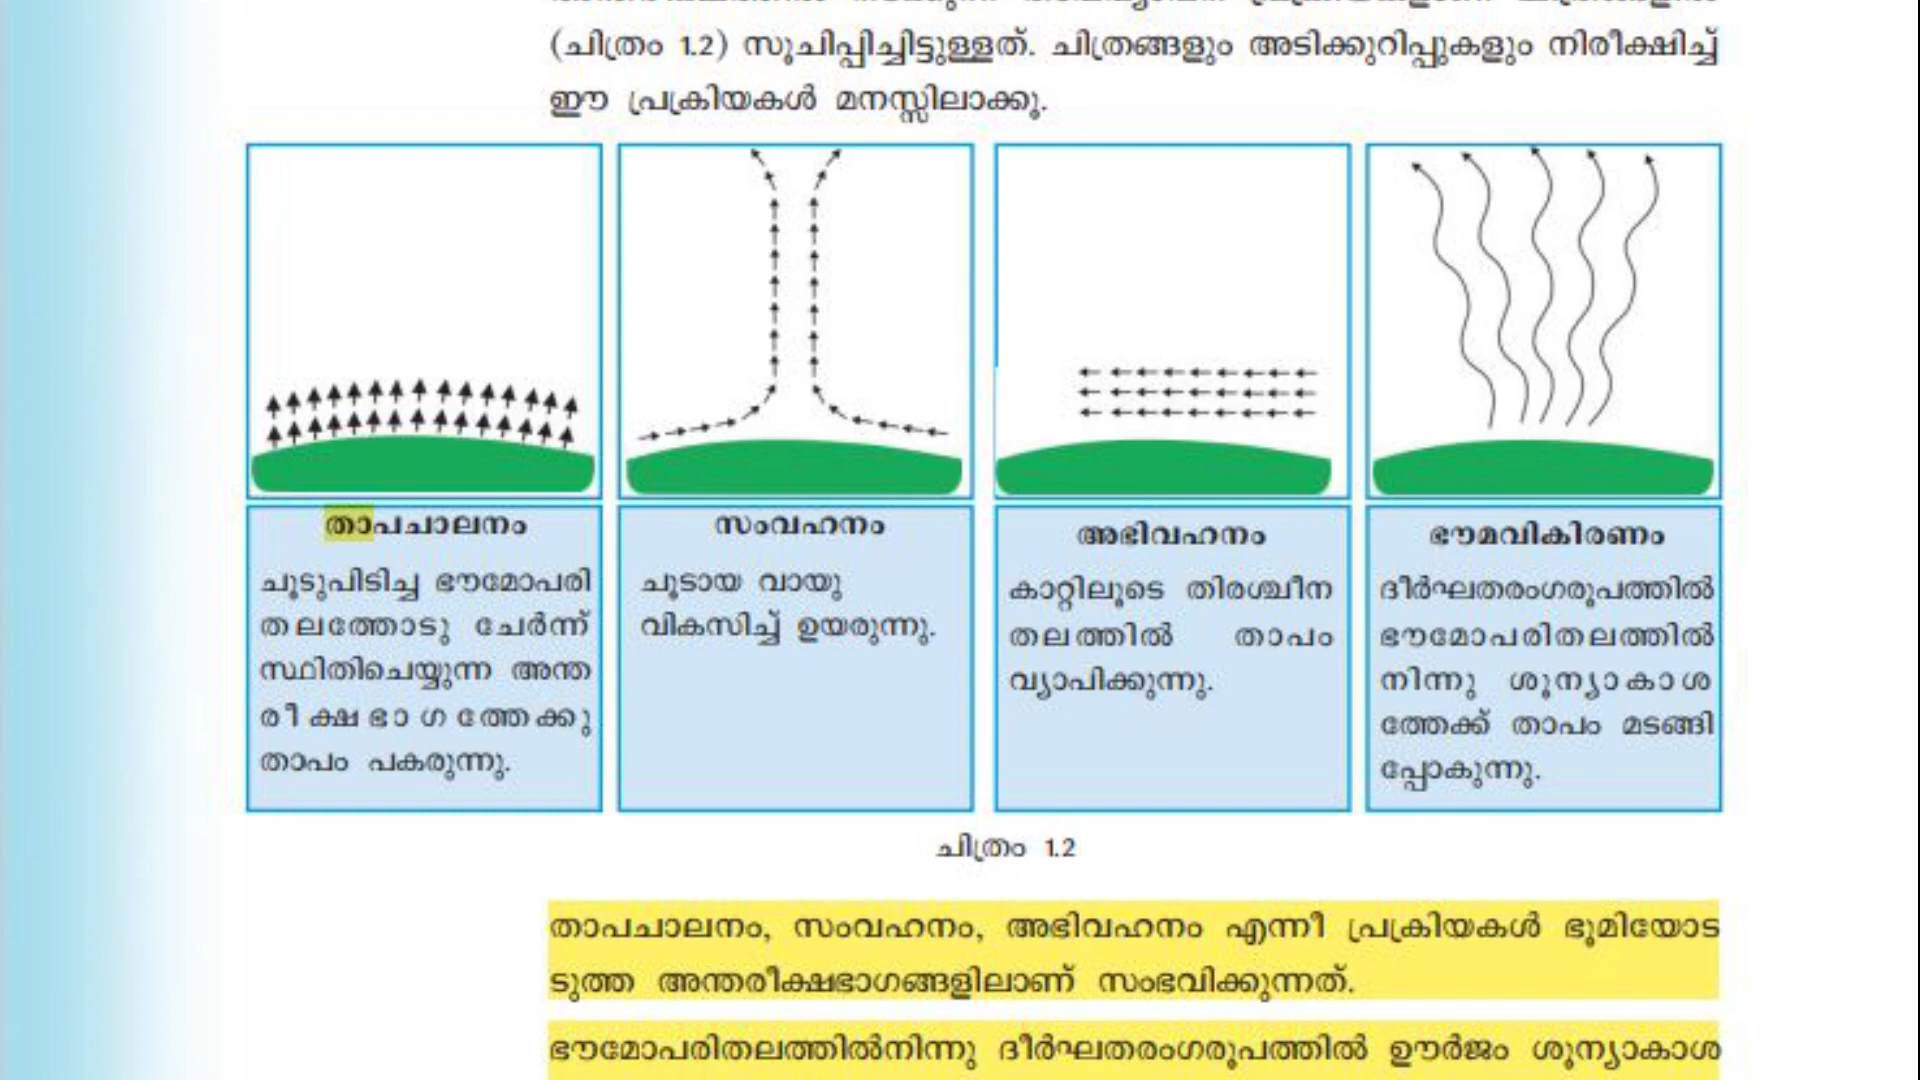 (ചിത്രം 1.2) സൂചിപ്പിച്ചിട്ടുള്ളത്. ചിത്രങ്ങളും അടിക്കുറിപ്പുകളും നിരീക്ഷിച്ച്
ഈ പ്രക്രിയകൾ മനസ്സിലാക്കൂ.
താപചാലനം
ചൂടുപിടിച്ച ഭൗമോപരി
തലത്തോടു ചേർന്ന്
സ്ഥിതിചെയ്യുന്ന അന്ത
രീക്ഷഭാഗത്തേക്കു
താപം പകരുന്നു.
സംവഹനം
ചൂടായ വായു
വികസിച്ച് ഉയരുന്നു.
അഭിവഹനം
കാറ്റിലൂടെ തിരശ്ചീന
തലത്തിൽ താപം
വ്യാപിക്കുന്നു.
ഭൗമവികിരണം
ദീർഘതരംഗരൂപത്തിൽ
ഭൗമോപരിതലത്തിൽ
നിന്നു ശൂന്യാകാശ
ത്തേക്ക് താപം മടങ്ങി
പ്പോകുന്നു.
ചിത്രം 1.2
താപചാലനം, സംവഹനം, അഭിവഹനം എന്നീ പ്രക്രിയകൾ ഭൂമിയോട
ടുത്ത അന്തരീക്ഷഭാഗങ്ങളിലാണ് സംഭവിക്കുന്നത്.
ഭൗമോപരിതലത്തിൽനിന്നു ദീർഘതരംഗരൂപത്തിൽ ഊർജം ശൂന്യാകാശ